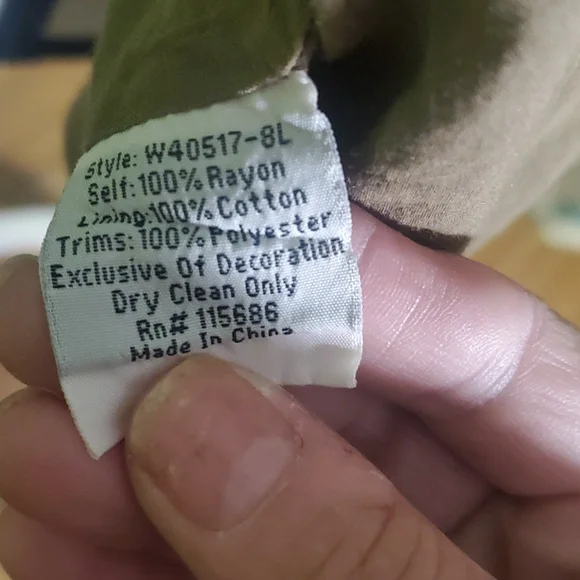 Style: W40517-8L
Self:100% Rayon
Lining:100% Cotton
Trims:100% Polyester
Exclusive Of Decoration
Dry Clean Only
Rn# 115686
Made In China